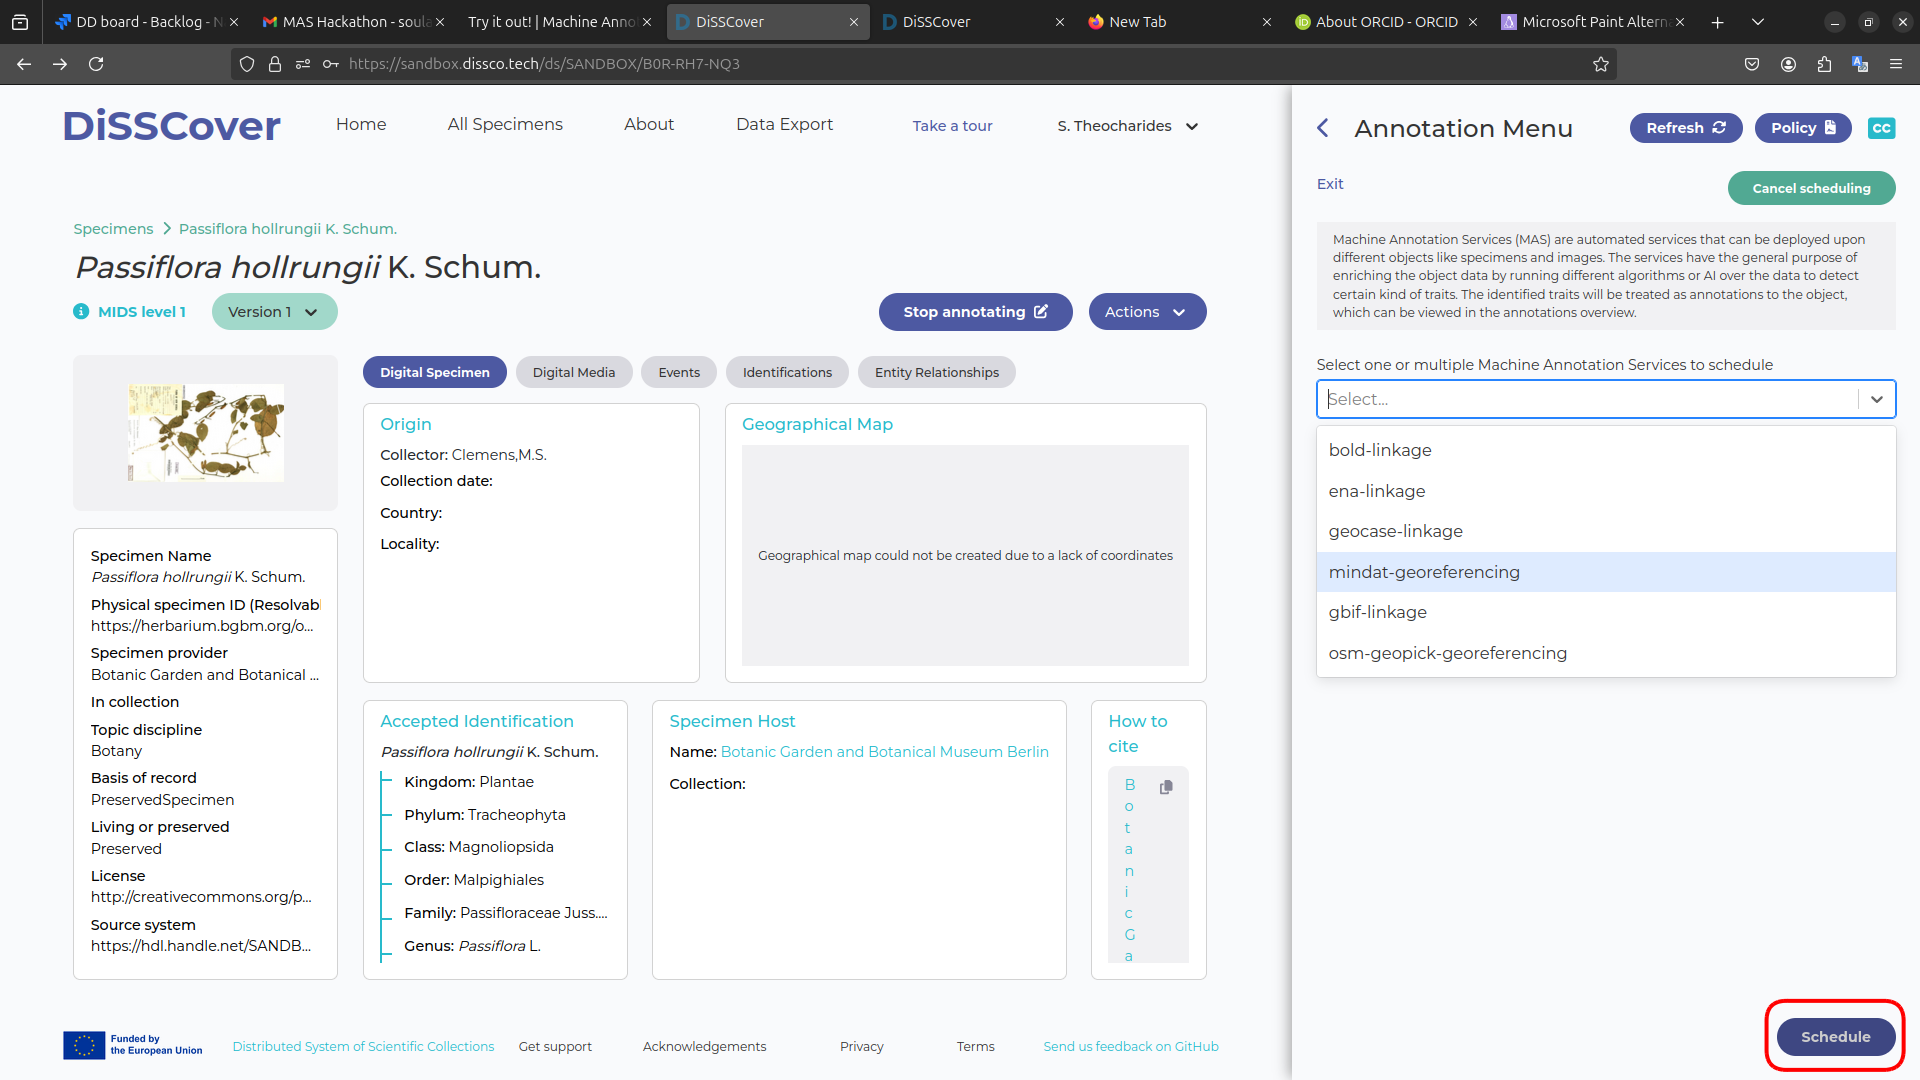 DD board - Backlog - N
MAS Hackathon - soula
Try it out! | Machine Anno
DiSSCover
DiSSCover
New Tab
About ORCID - ORCID
Microsoft Paint Altern
https://sandbox.dissco.tech/ds/SANDBOX/B0R-RH7-NQ3
DiSSCover
Home
All Specimens
About
Data Export
Take a tour
S. Theocharides
Specimens
Passiflora hollrungii K. Schum.
Passiflora hollrungii K. Schum.
MIDS level 1
Version 1
Stop annotating
Actions
Digital Specimen
Digital Media
Events
Identifications
Entity Relationships
Specimen Name
Passiflora hollrungii K. Schum.
Physical specimen ID (Resolvabl
https://herbarium.bgbm.org/o...
Specimen provider
Botanic Garden and Botanical ...
In collection
Topic discipline
Botany
Basis of record
PreservedSpecimen
Living or preserved
Preserved
License
http://creativecommons.org/p...
Source system
https://hdl.handle.net/SANDB...
Origin
Collector: Clemens,M.S.
Collection date:
Country:
Locality:
Geographical Map
Geographical map could not be created due to a lack of coordinates
Accepted Identification
Passiflora hollrungii K. Schum.
Kingdom: Plantae
Phylum: Tracheophyta
Class: Magnoliopsida
Order: Malpighiales
Family: Passifloraceae Juss....
Genus: Passiflora L.
Specimen Host
Name: Botanic Garden and Botanical Museum Berlin
Collection:
How to
cite
B
o
t
a
n
i
c
G
a
Funded by
the European Union
Distributed System of Scientific Collections
Get support
Acknowledgements
Privacy
Terms
Send us feedback on GitHub
Annotation Menu
Refresh
Policy
CC
Exit
Cancel scheduling
Machine Annotation Services (MAS) are automated services that can be deployed upon
different objects like specimens and images. The services have the general purpose of
enriching the object data by running different algorithms or AI over the data to detect
certain kind of traits. The identified traits will be treated as annotations to the object,
which can be viewed in the annotations overview.
Select one or multiple Machine Annotation Services to schedule
Select...
bold-linkage
ena-linkage
geocase-linkage
mindat-georeferencing
gbif-linkage
osm-geopick-georeferencing
Schedule